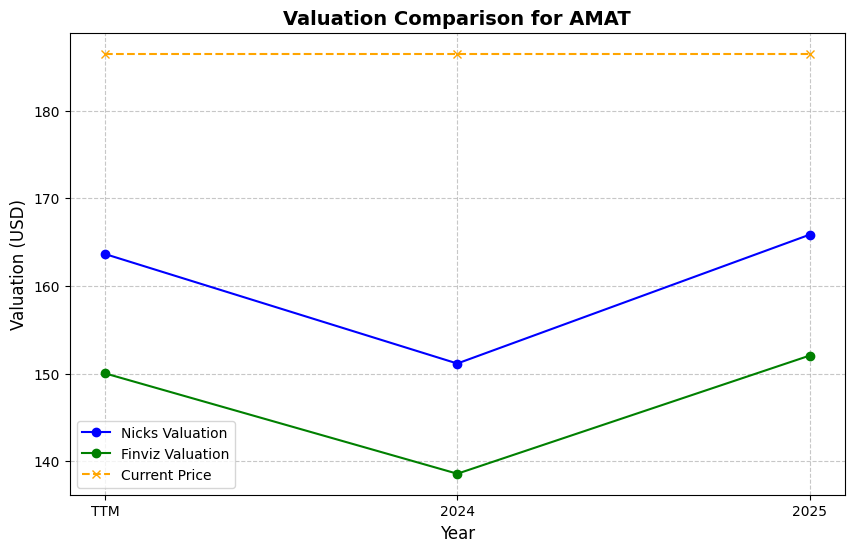 Valuation Comparison for AMAT
Valuation (USD)
180
170
160
150
140
Nicks Valuation
Finviz Valuation
Current Price
TTM
2024
2025
Year